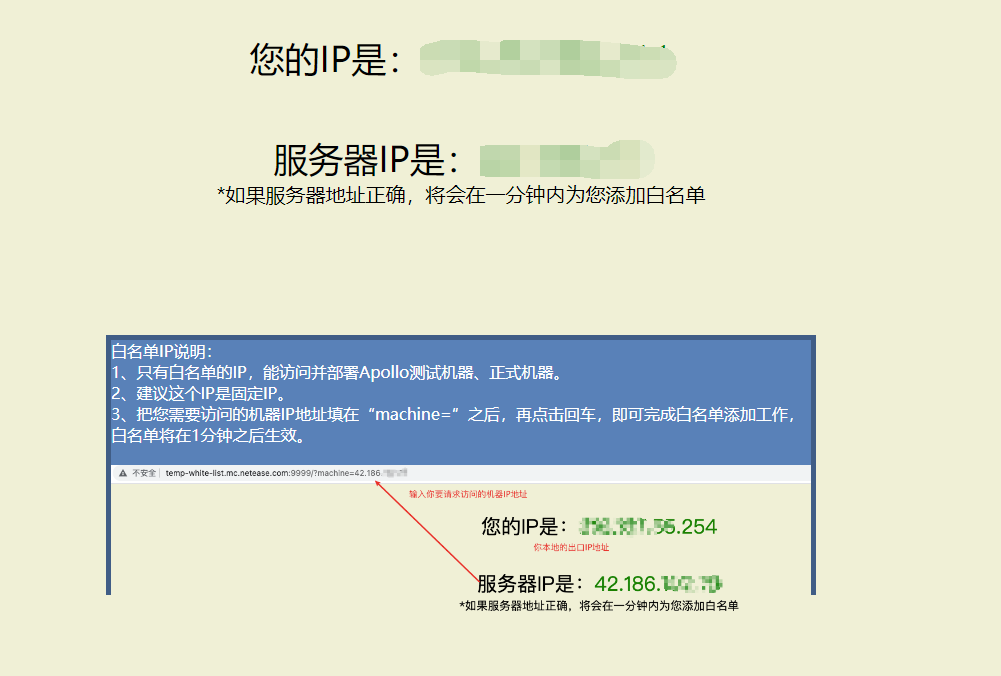 您的IP是：
服务器IP是：
*如果服务器地址正确，将会在一分钟内为您添加白名单
白名单IP说明：
1、只有白名单的IP，能访问并部署Apollo测试机器、正式机器。
2、建议这个IP是固定IP。
3、把您需要访问的机器IP地址填在“machine=”之后，再点击回车，即可完成白名单添加工作，
白名单将在1分钟之后生效。
不安全 | temp-white-list.mc.netease.com:9999/?machine=42.186.
输入你要请求访问的机器IP地址
您的IP是： .254
你本地的出口IP地址
服务器IP是：42.186.
*如果服务器地址正确，将会在一分钟内为您添加白名单